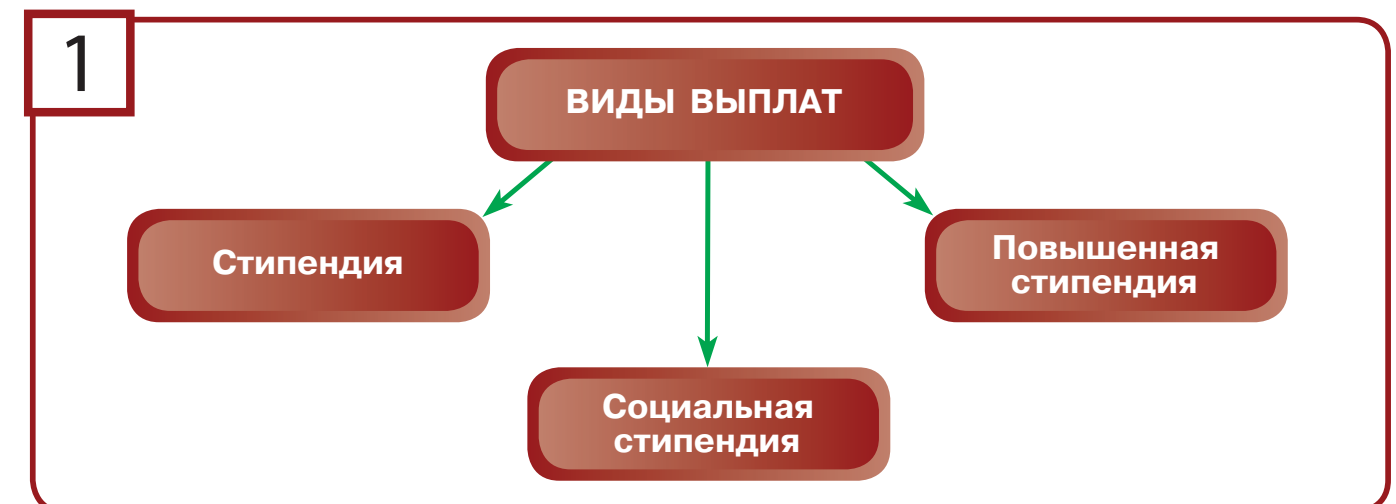 1
ВИДЫ ВЫПЛАТ
Стипендия
Повышенная
стипендия
Социальная
стипендия